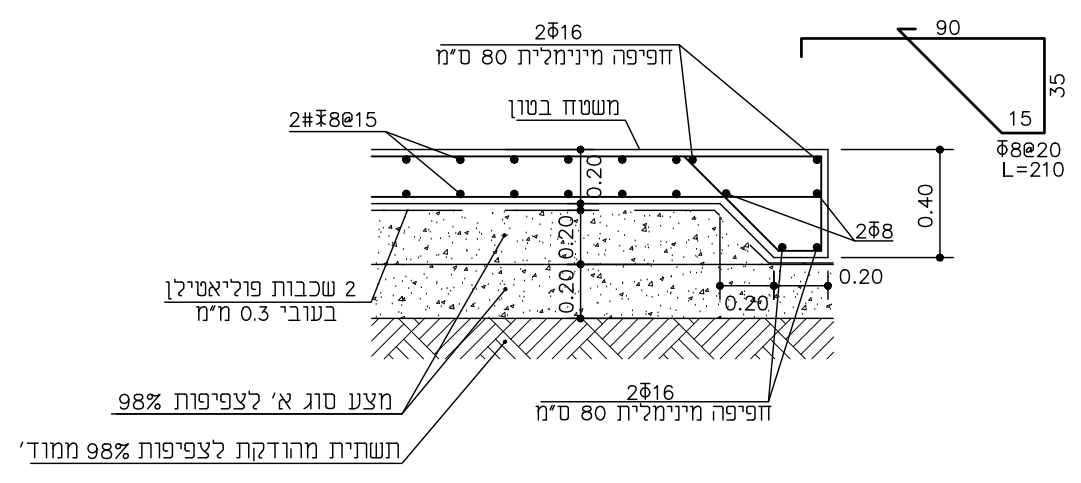 2Φ16
חפיפה מינימלית 80 ס"מ
90
35
15
Φ8@20
L=210
משטח בטון
2#Φ8@15
0.20
0.40
2Φ8
0.20
0.20
0.20
0.20
2 שכבות פוליאטילן
בעובי 0.3 מ"מ
2Φ16
חפיפה מינימלית 80 ס"מ
מצע סוג א' לצפיפות 98%
תשתית מהודקת לצפיפות 98% ממוד'